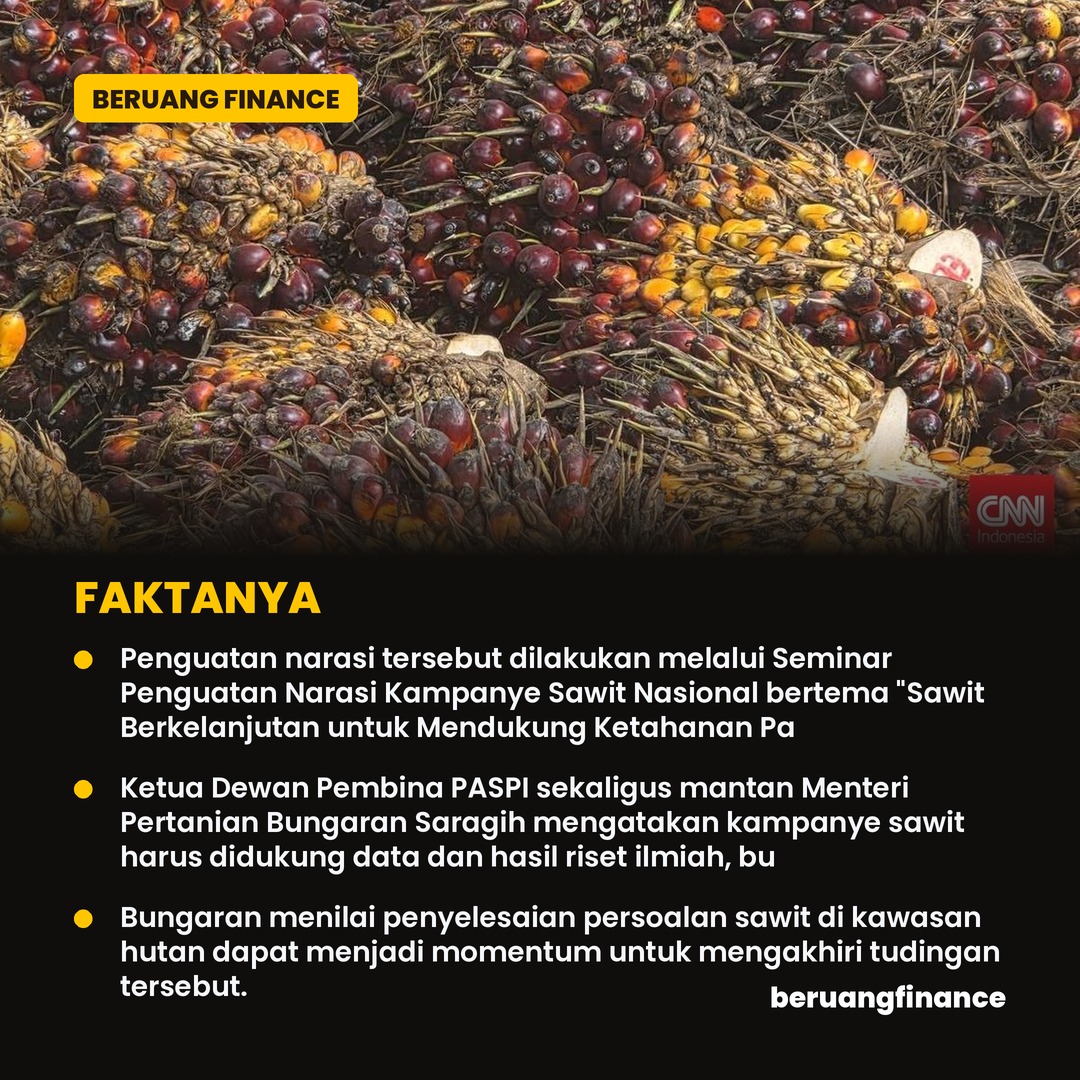 BERUANG FINANCE
CNN
Indonesia
FAKTANYA
Penguatan narasi tersebut dilakukan melalui Seminar
Penguatan Narasi Kampanye Sawit Nasional bertema "Sawit
Berkelanjutan untuk Mendukung Ketahanan Pa
Ketua Dewan Pembina PASPI sekaligus mantan Menteri
Pertanian Bungaran Saragih mengatakan kampanye sawit
harus didukung data dan hasil riset ilmiah, bu
Bungaran menilai penyelesaian persoalan sawit di kawasan
hutan dapat menjadi momentum untuk mengakhiri tudingan
tersebut.
beruangfinance